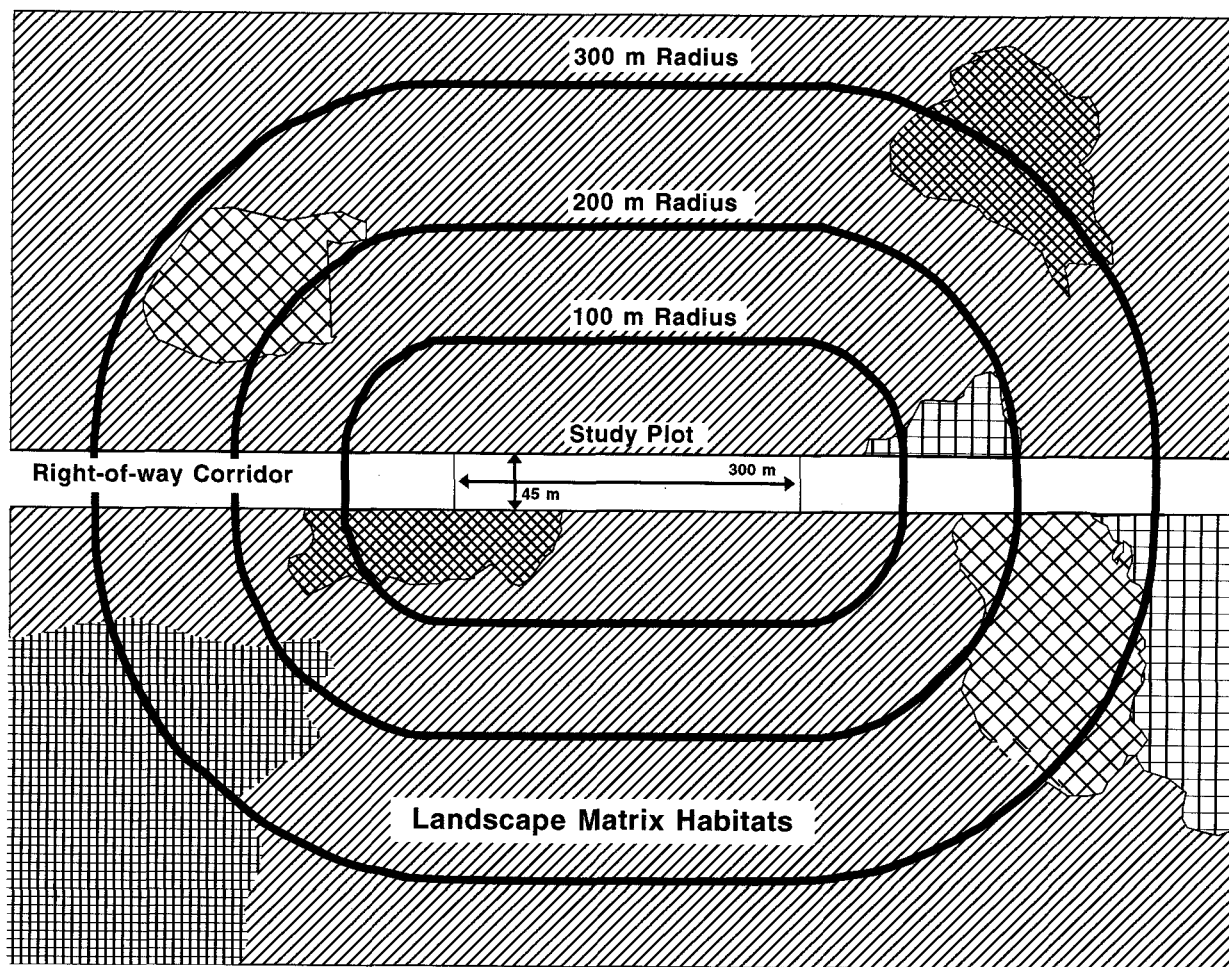 300 m Radius
200 m Radius
100 m Radius
Study Plot
Right-of-way Corridor
300 m
45 m
Landscape Matrix Habitats